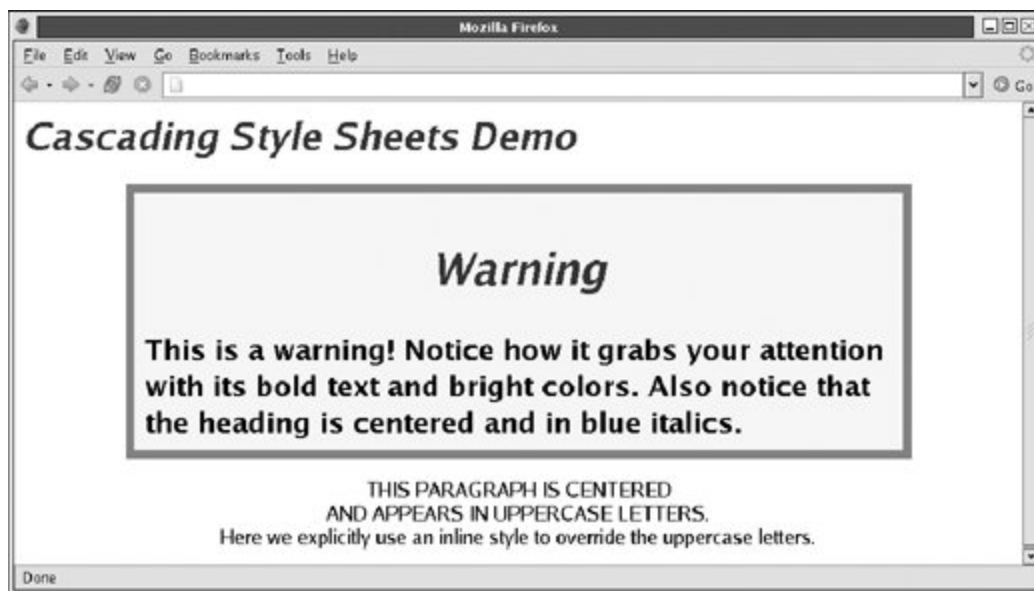 Mozilla Firefox
File Edit View Go Bookmarks Tools Help
Go
Cascading Style Sheets Demo
Warning
This is a warning! Notice how it grabs your attention
with its bold text and bright colors. Also notice that
the heading is centered and in blue italics.
THIS PARAGRAPH IS CENTERED
AND APPEARS IN UPPERCASE LETTERS.
Here we explicitly use an inline style to override the uppercase letters.
Done